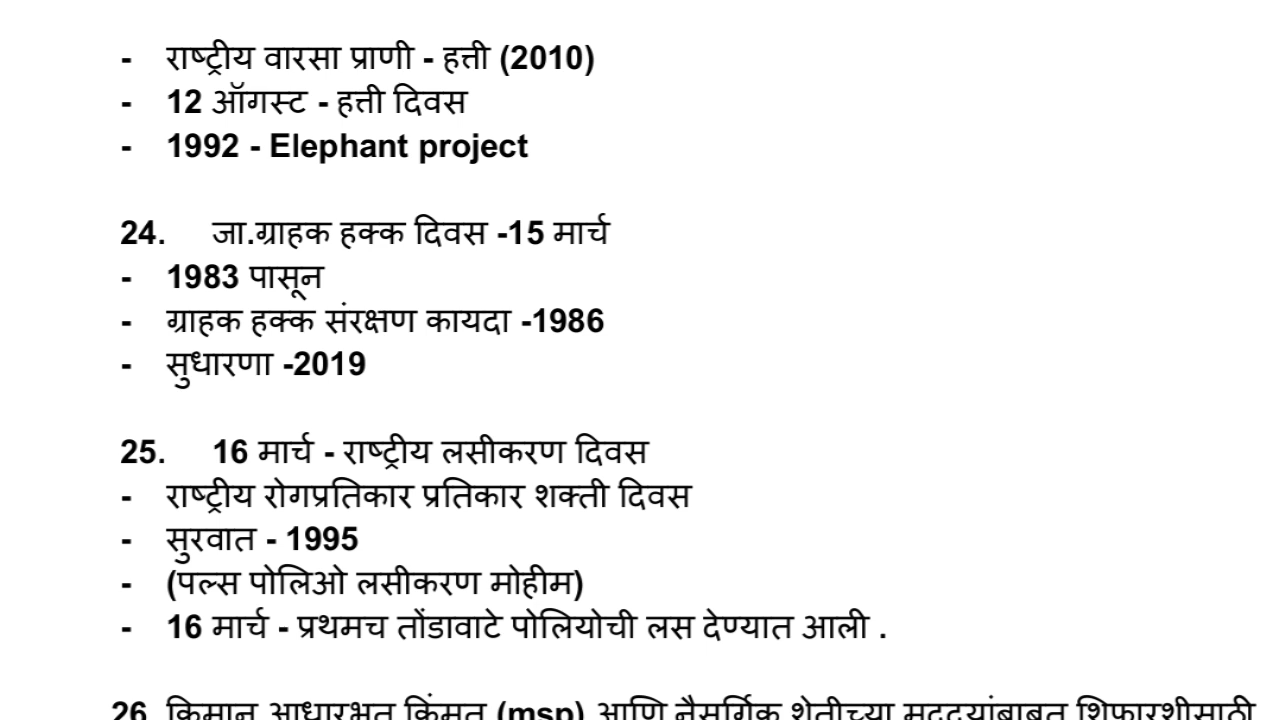 - राष्ट्रीय वारसा प्राणी - हत्ती (2010)
- 12 ऑगस्ट - हत्ती दिवस
- 1992 - Elephant project
24. जा.ग्राहक हक्क दिवस -15 मार्च
- 1983 पासून
- ग्राहक हक्क संरक्षण कायदा -1986
- सुधारणा -2019
25. 16 मार्च - राष्ट्रीय लसीकरण दिवस
- राष्ट्रीय रोगप्रतिकार प्रतिकार शक्ती दिवस
- सुरवात - 1995
- (पल्स पोलिओ लसीकरण मोहीम)
- 16 मार्च - प्रथमच तोंडावाटे पोलियोची लस देण्यात आली .
26. किमान आधारभूत किंमत (msp) आणि नैसर्गिक शेतीच्या मुद्द्यांबाबत शिफारशीसाठी